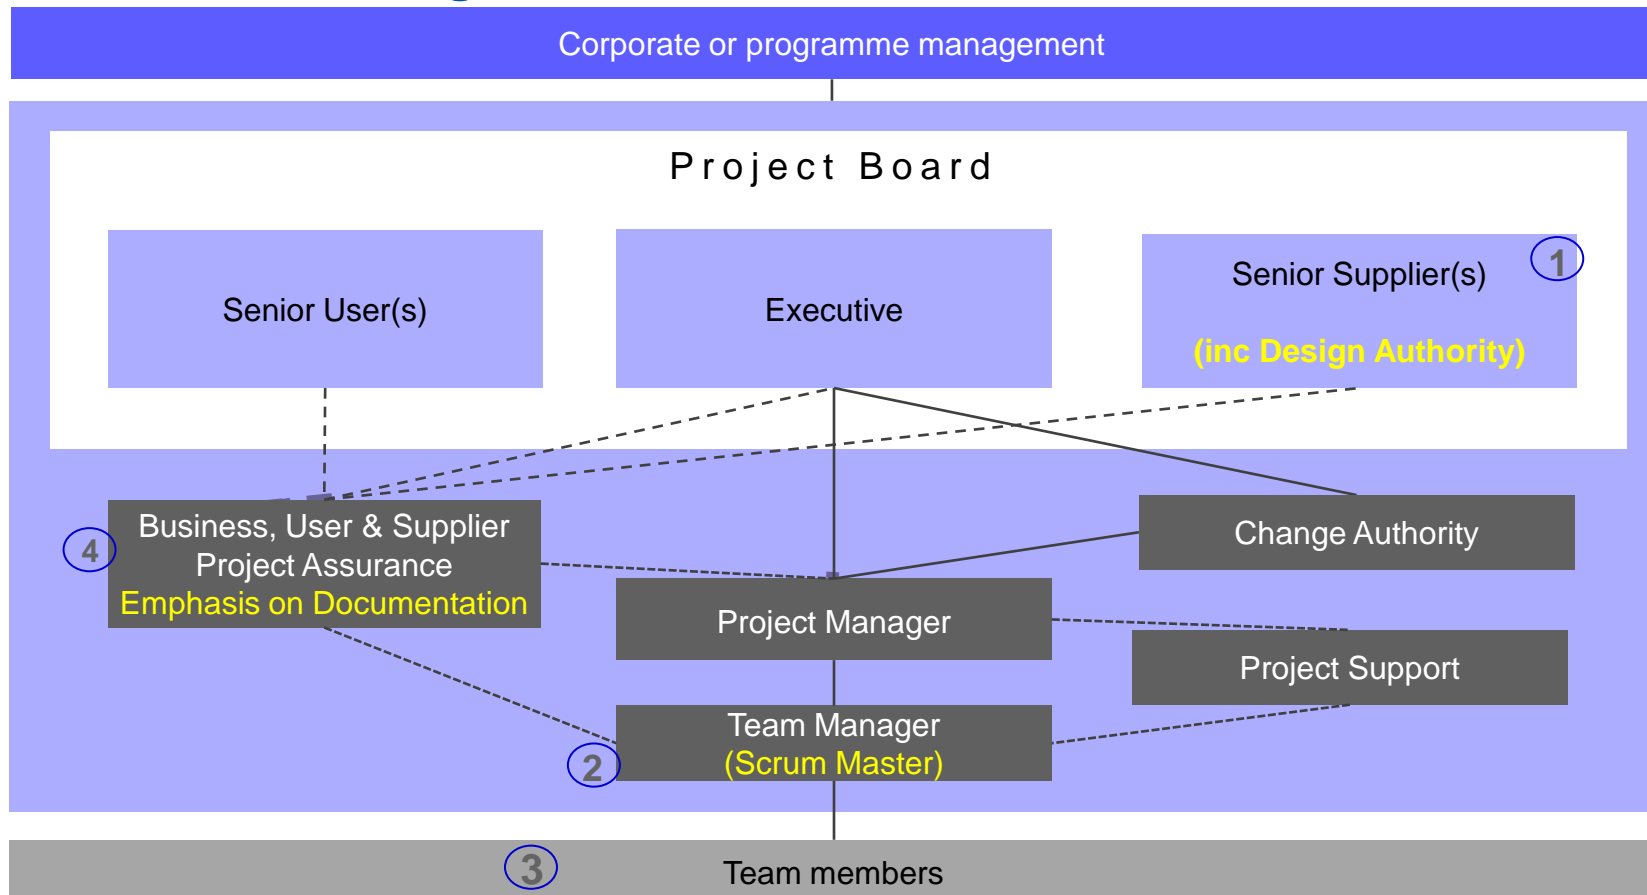 Corporate or programme management
Project Board
Senior User(s)
Executive
Senior Supplier(s)
1
(inc Design Authority)
Business, User & Supplier
Project Assurance
Emphasis on Documentation
4
Change Authority
Project Manager
Project Support
Team Manager
(Scrum Master)
2
3
Team members